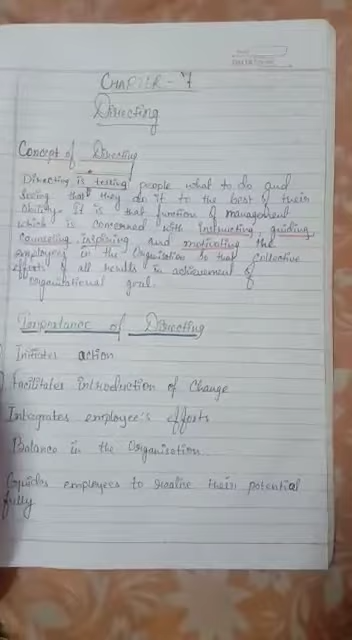 CHAPTER - 7
Directing
Concept of Directing
Directing is telling people what to do and
Seeing that they do it to the best of their
ability. It is that function of management
which is concerned with instructing, guiding,
counseling, inspiring and motivating the
employees in the Organisation so that collective
efforts of all results in achievement of
organisational goal.
Importance of Directing
Initiates action
Facilitates introduction of Change
Integrates employee's efforts
Balance in the Organisation
Guides employees to realise their potential
fully